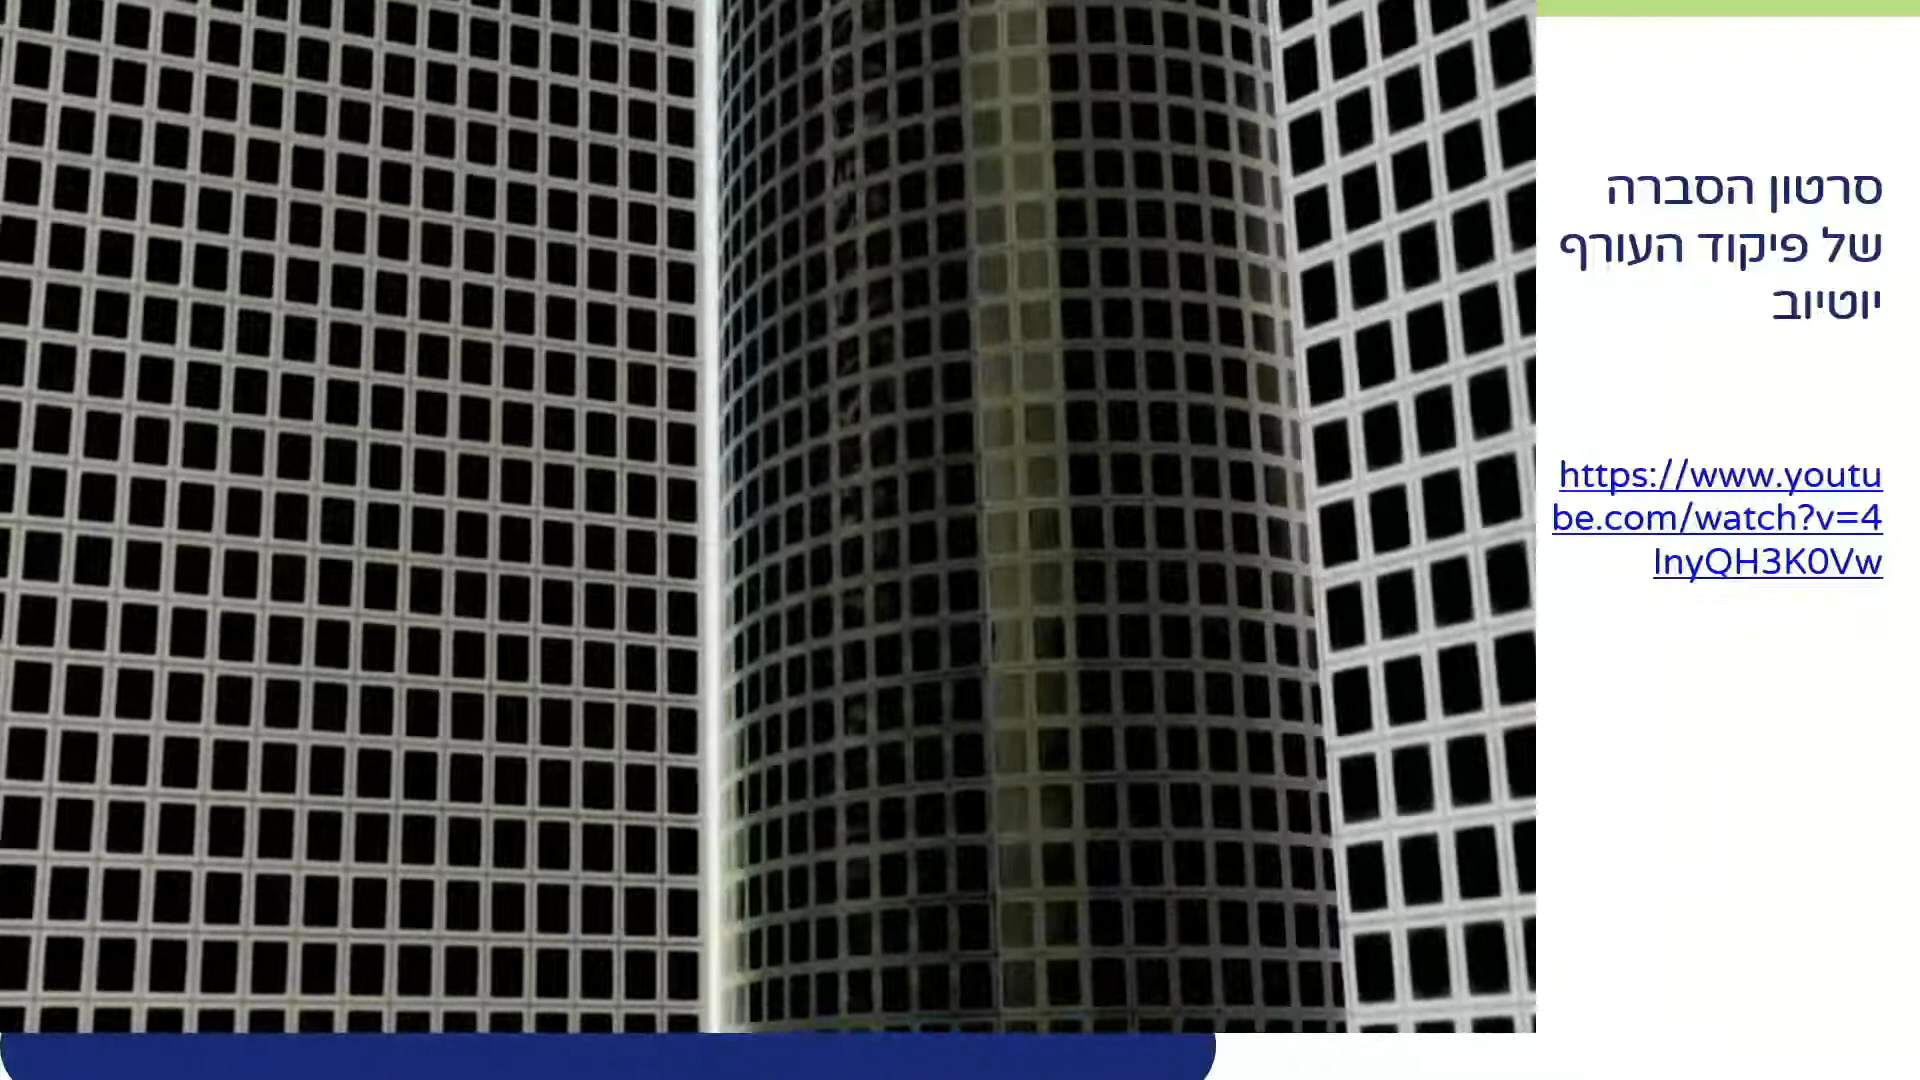 סרטון הסברה
של פיקוד העורף
יוטיוב
https://www.youtu
be.com/watch?v=4
InyQH3K0Vw